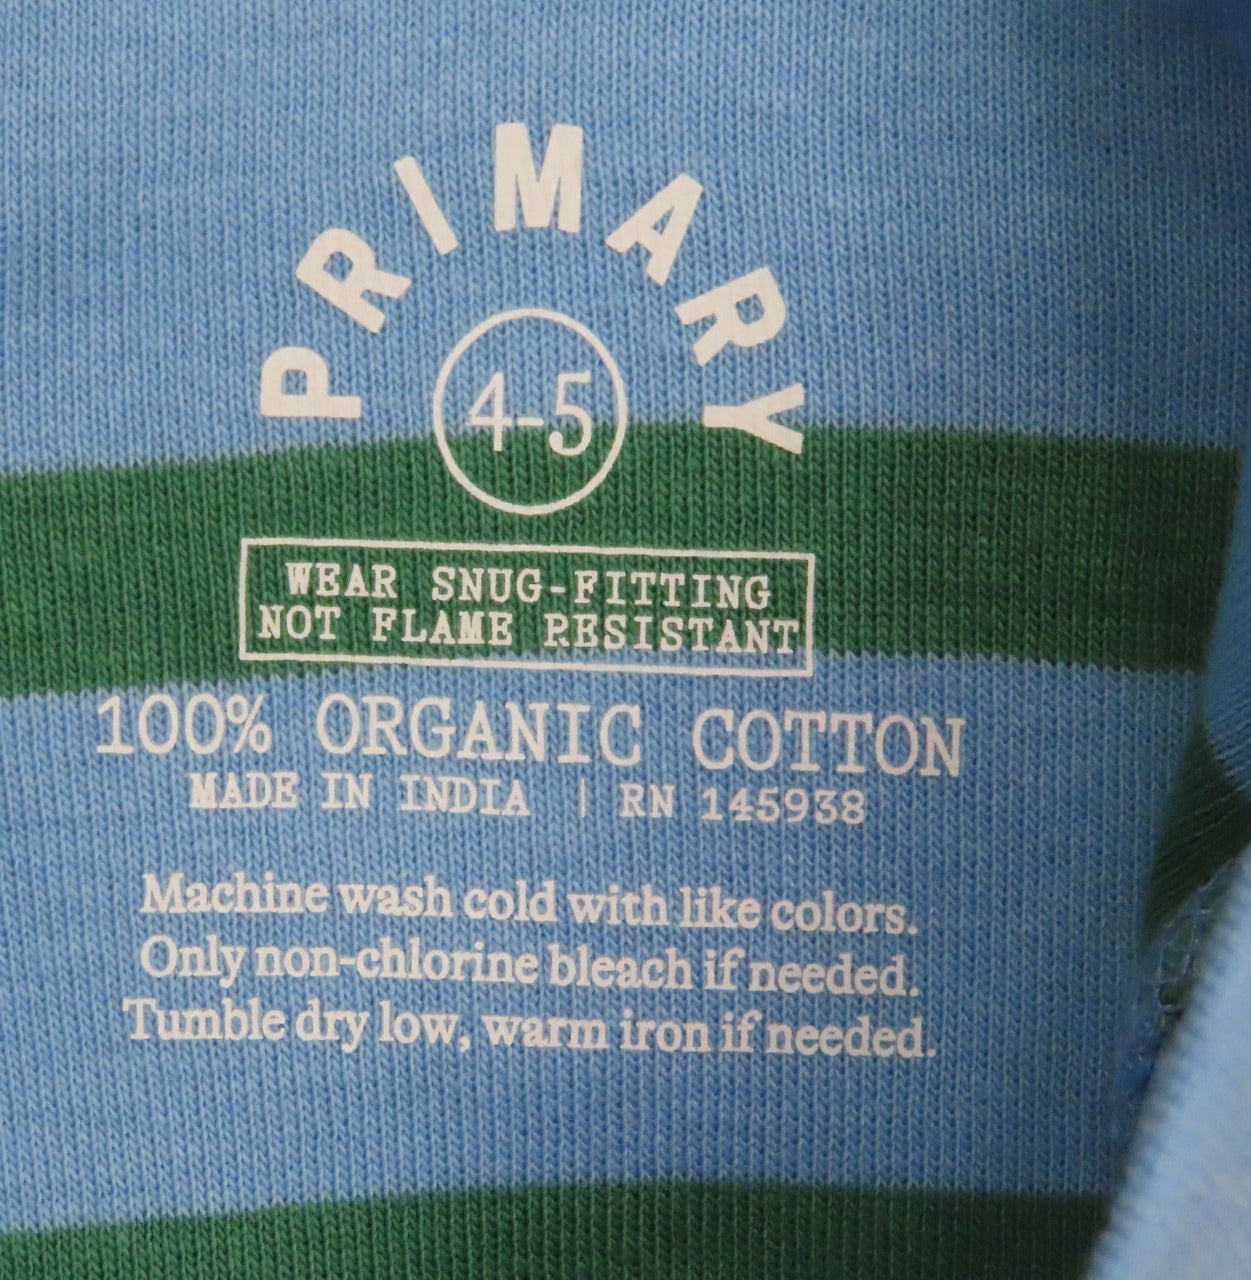 PRIMARY
4-5
WEAR SNUG-FITTING
NOT FLAME RESISTANT
100% ORGANIC COTTON
MADE IN INDIA | RN 145938
Machine wash cold with like colors.
Only non-chlorine bleach if needed.
Tumble dry low, warm iron if needed.